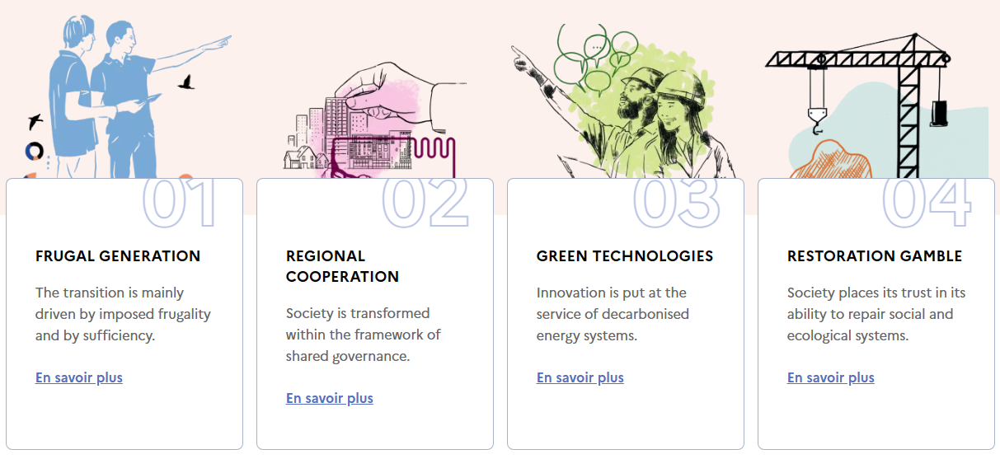 01
FRUGAL GENERATION
The transition is mainly
driven by imposed frugality
and by sufficiency.
En savoir plus
02
REGIONAL
COOPERATION
Society is transformed
within the framework of
shared governance.
En savoir plus
03
GREEN TECHNOLOGIES
Innovation is put at the
service of decarbonised
energy systems.
En savoir plus
04
RESTORATION GAMBLE
Society places its trust in its
ability to repair social and
ecological systems.
En savoir plus